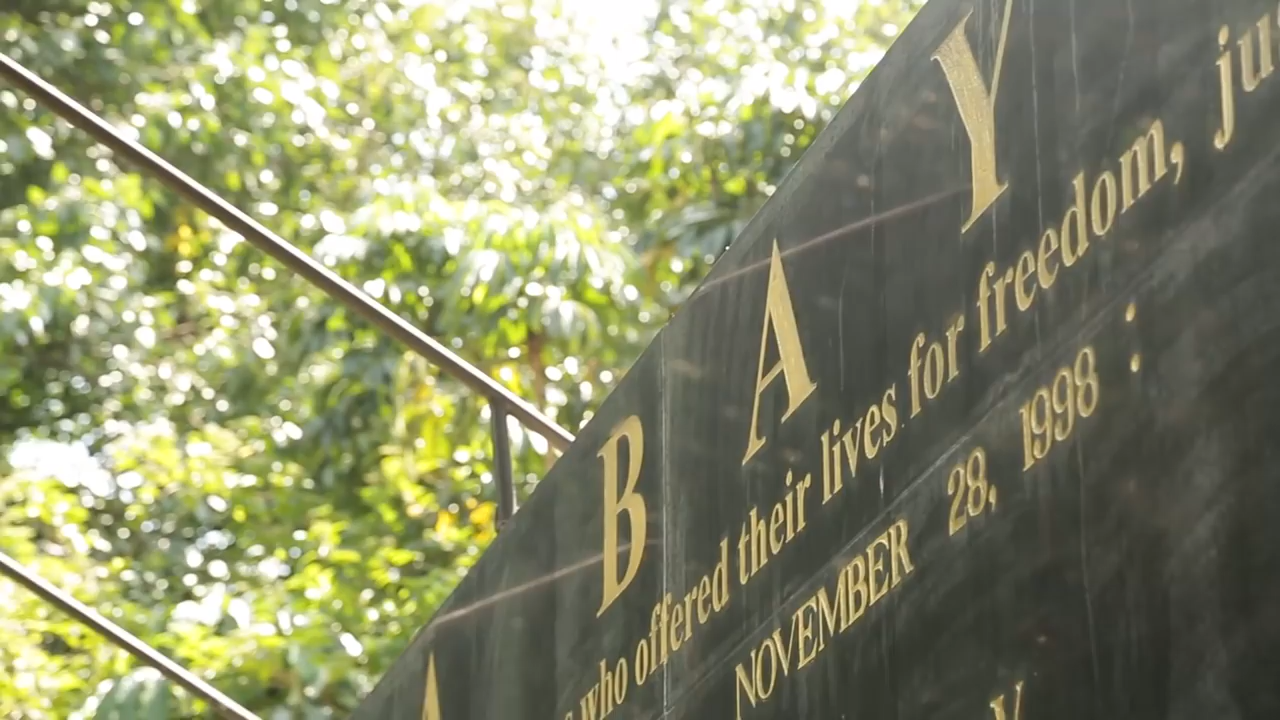 B A Y
who offered their lives for freedom, ju
NOVEMBER 28, 1998 :